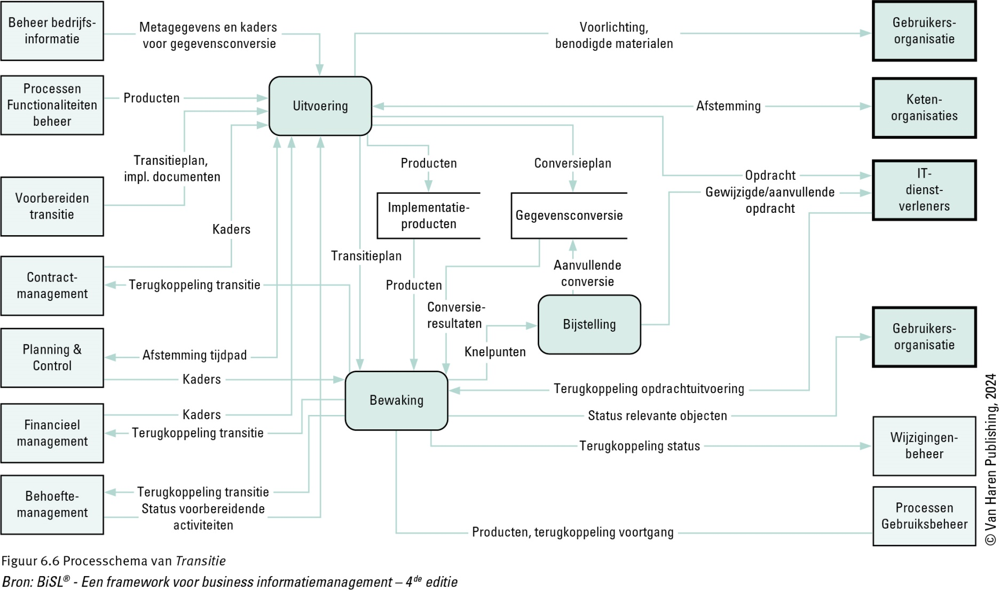 Beheer bedrijfs-
informatie
Metagegevens en kaders
voor gegevensconversie
Voorlichting,
benodigde materialen
Gebruikers-
organisatie
Processen
Functionaliteiten
beheer
Producten
Uitvoering
Afstemming
Keten-
organisaties
Transitieplan,
impl. documenten
Producten
Conversieplan
Opdracht
Gewijzigde/aanvullende
opdracht
IT-
dienst-
verleners
Voorbereiden
transitie
Implementatie-
producten
Gegevensconversie
Kaders
Transitieplan
Aanvullende
conversie
Contract-
management
Terugkoppeling transitie
Producten
Conversie-
resultaten
Bijstelling
Gebruikers-
organisatie
Planning &
Control
Afstemming tijdpad
Knelpunten
Kaders
Bewaking
Terugkoppeling opdrachtuitvoering
Status relevante objecten
Financieel
management
Kaders
Terugkoppeling transitie
Terugkoppeling status
Wijzigingen-
beheer
Behoefte-
management
Terugkoppeling transitie
Status voorbereidende
activiteiten
Producten, terugkoppeling voortgang
Processen
Gebruiksbeheer
© Van Haren Publishing, 2024
Figuur 6.6 Processchema van Transitie
Bron: BiSL® - Een framework voor business informatiemanagement – 4de editie